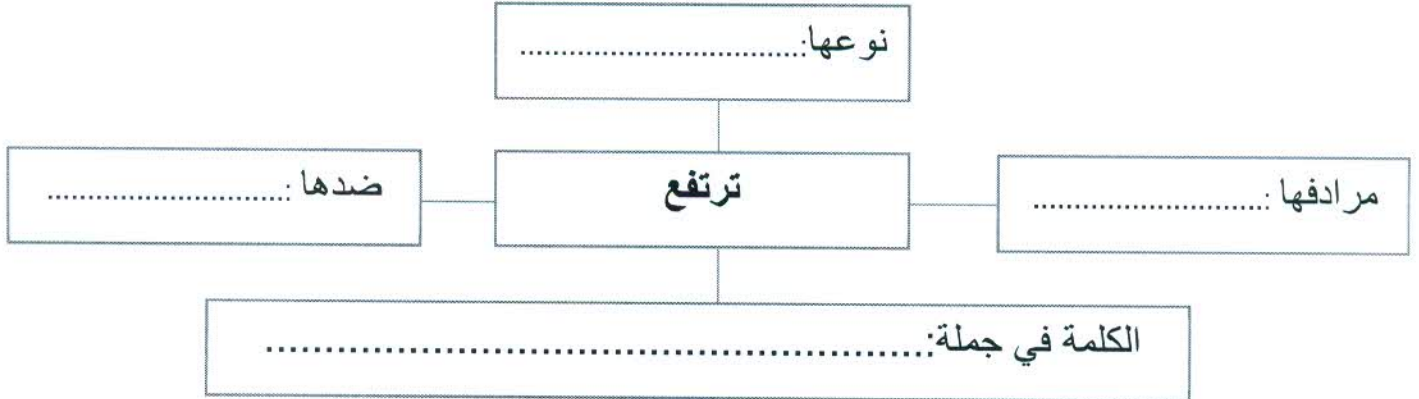 نوعها:.................................
مرادفها :............................
ترتفع
ضدها :............................
الكلمة في جملة:.......................................................